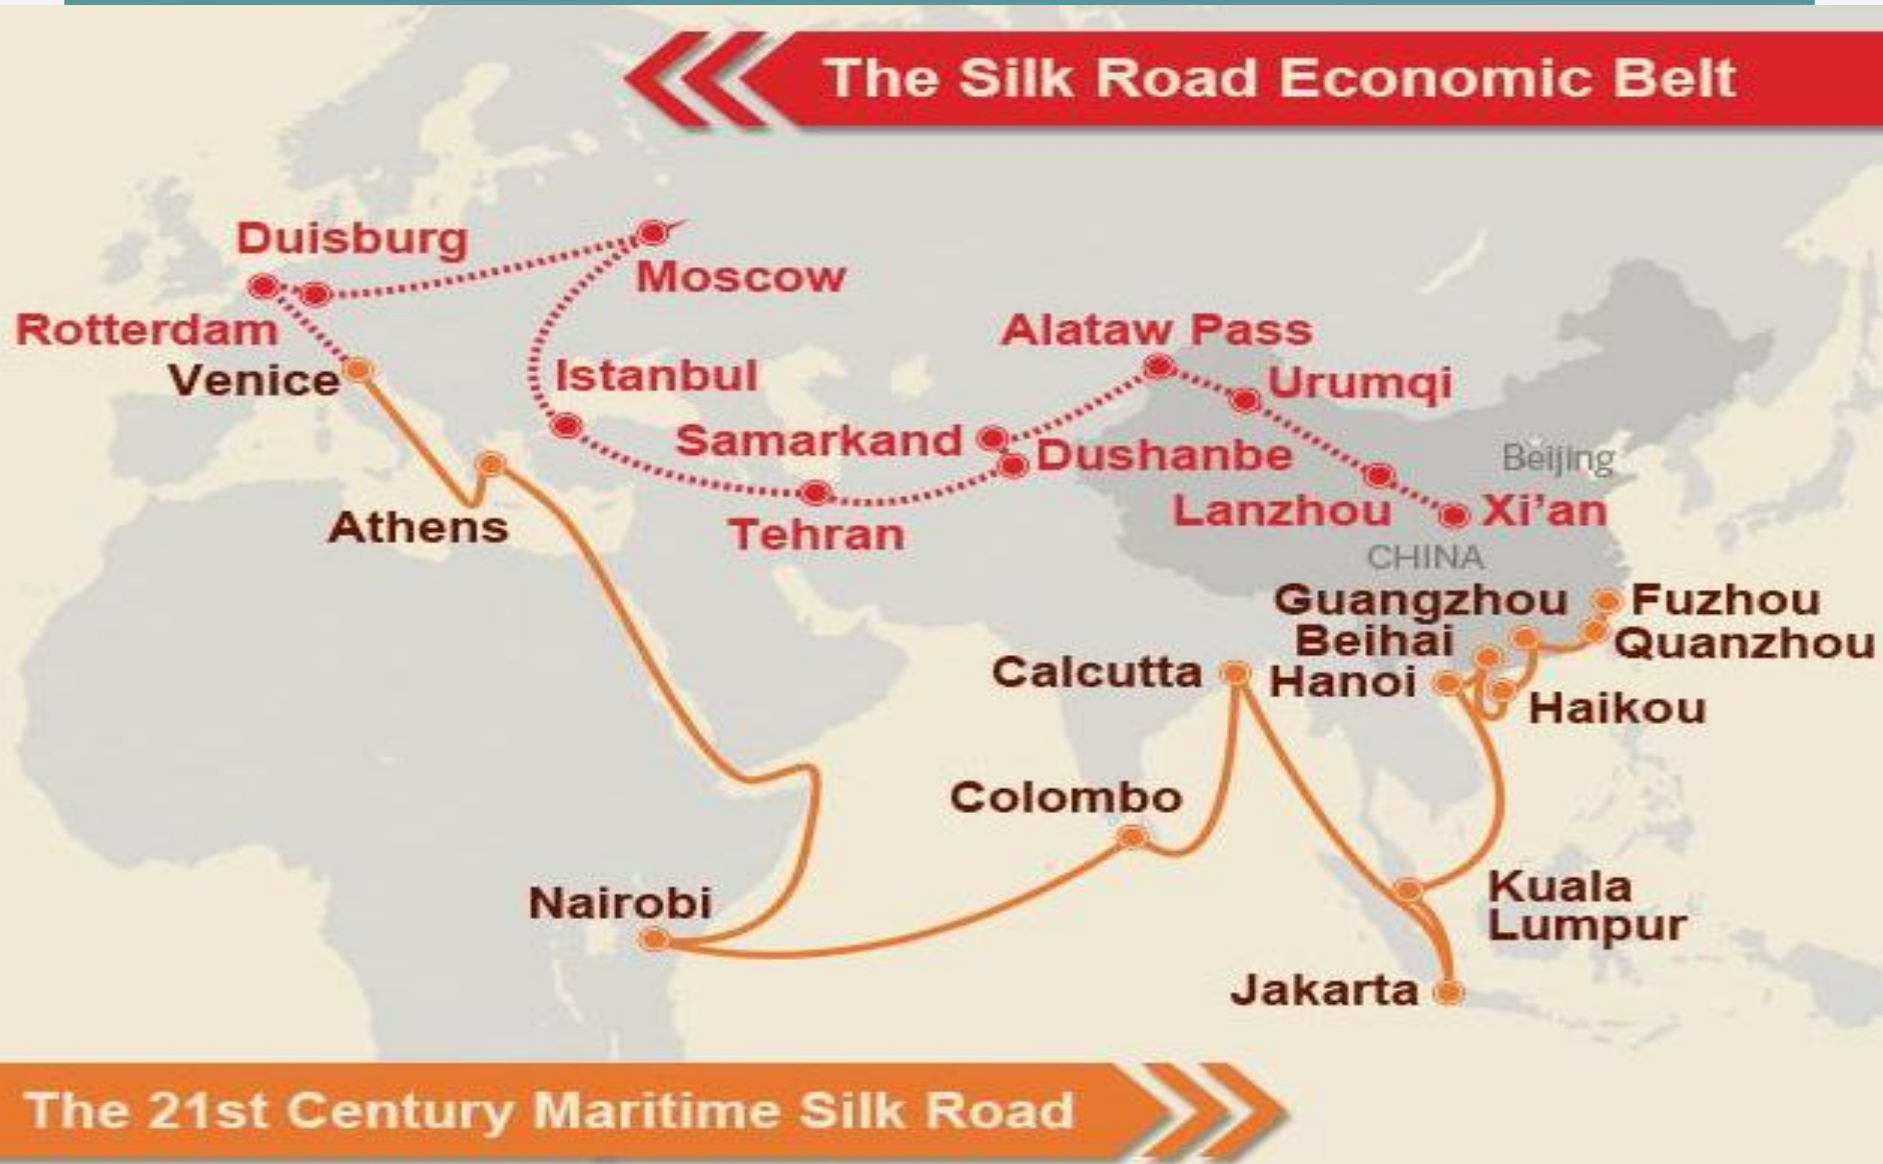 The Silk Road Economic Belt
Duisburg
Moscow
Rotterdam
Venice
Alataw Pass
Istanbul
Urumqi
Samarkand
Dushanbe
Beijing
Athens
Tehran
Lanzhou
Xi’an
CHINA
Guangzhou
Fuzhou
Beihai
Quanzhou
Calcutta
Hanoi
Haikou
Colombo
Nairobi
Kuala
Lumpur
Jakarta
The 21st Century Maritime Silk Road